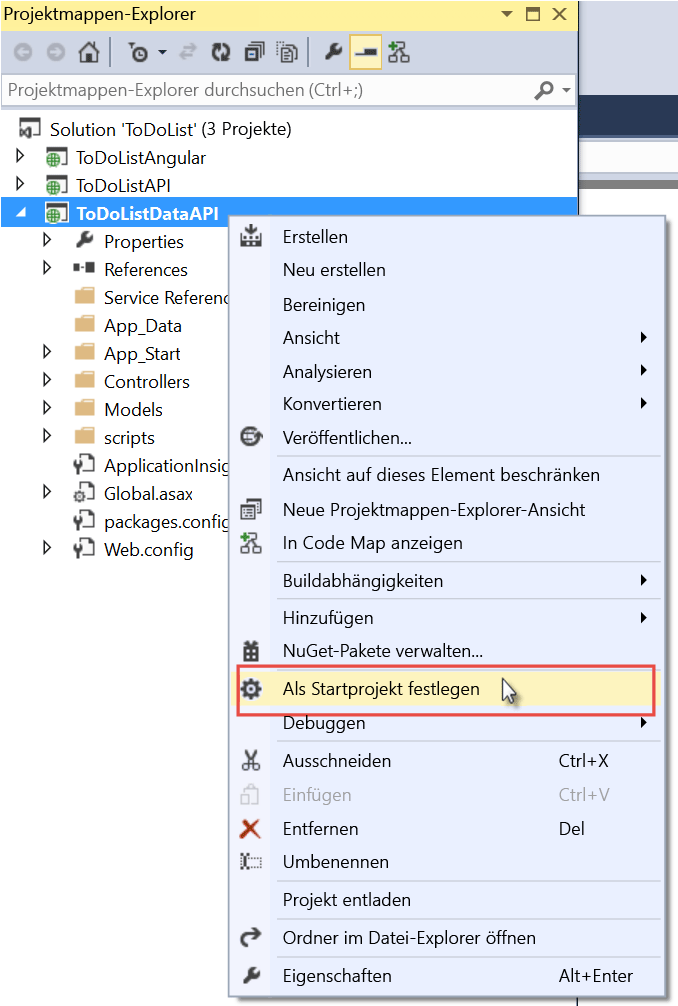 Projektmappen-Explorer
Projektmappen-Explorer durchsuchen (Ctrl+;)
Solution 'ToDoList' (3 Projekte)
ToDoListAngular
ToDoListAPI
ToDoListDataAPI
Properties
References
Service Referenc
App_Data
App_Start
Controllers
Models
scripts
ApplicationInsig
Global.asax
packages.config
Web.config
Erstellen
Neu erstellen
Bereinigen
Ansicht
Analysieren
Konvertieren
Veröffentlichen...
Ansicht auf dieses Element beschränken
Neue Projektmappen-Explorer-Ansicht
In Code Map anzeigen
Buildabhängigkeiten
Hinzufügen
NuGet-Pakete verwalten...
Als Startprojekt festlegen
Debuggen
Ausschneiden Ctrl+X
Einfügen Ctrl+V
Entfernen Del
Umbenennen
Projekt entladen
Ordner im Datei-Explorer öffnen
Eigenschaften Alt+Enter